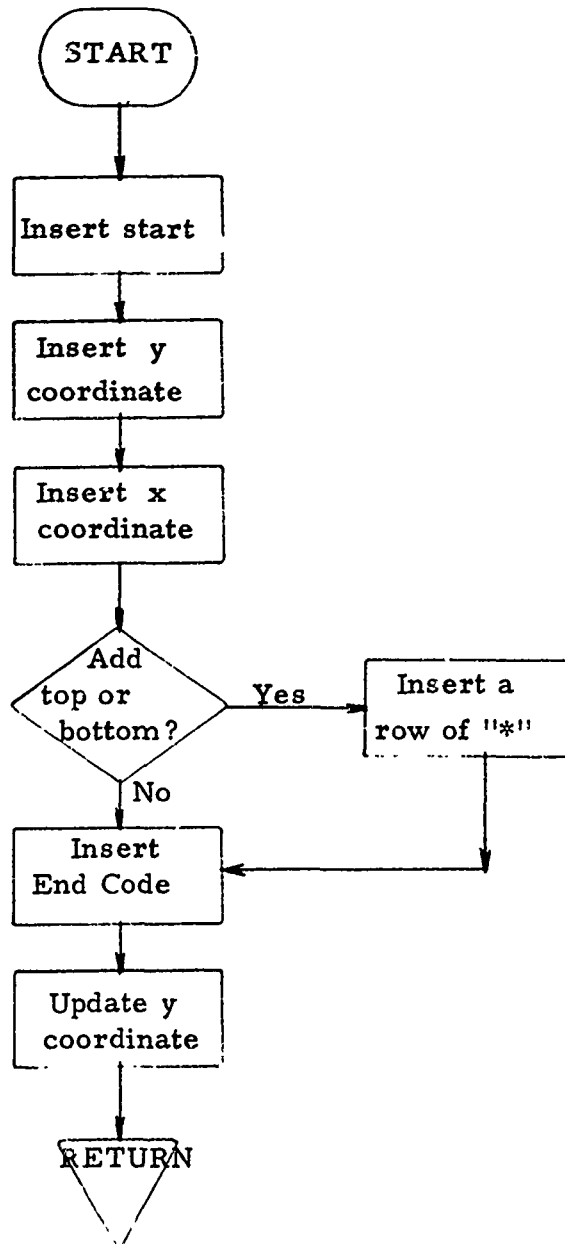 START
Insert start
Insert y
coordinate
Insert x
coordinate
Add
top or
bottom?
Yes
Insert a
row of "*"
No
Insert
End Code
Update y
coordinate
RETURN